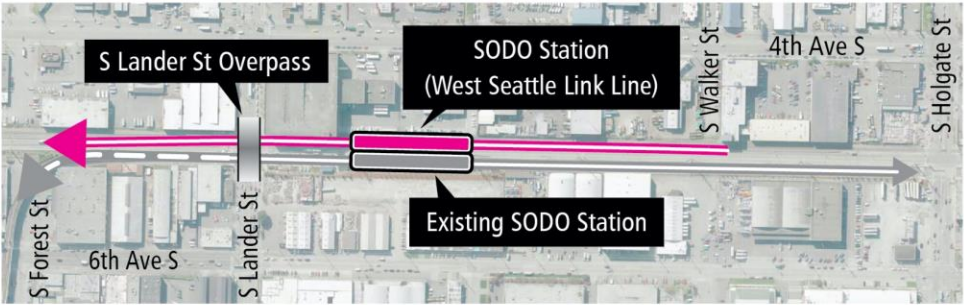 S Lander St Overpass
SODO Station
(West Seattle Link Line)
S Walker St
4th Ave S
S Holgate St
Existing SODO Station
S Forest St
6th Ave S
S Lander St